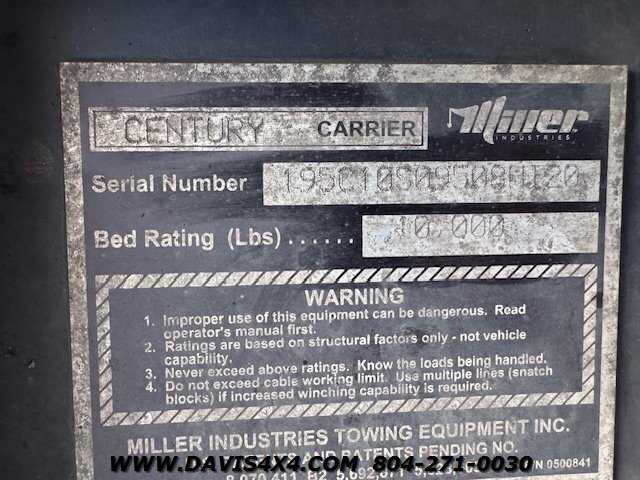 CENTURY CARRIER Miller
INDUSTRIES
Serial Number
Bed Rating (Lbs)...... 10,000
WARNING
1. Improper use of this equipment can be dangerous. Read
operator's manual first.
2. Ratings are based on structural factors only - not vehicle
capability.
3. Never exceed above ratings. Know the loads being handled.
4. Do not exceed cable working limit. Use multiple lines (snatch
blocks) if increased winching capability is required.
MILLER INDUSTRIES TOWING EQUIPMENT INC.
AND PATENTS PENDING NO.
WWW.DAVIS4X4.COM 804-271-0030 P/N 0500841